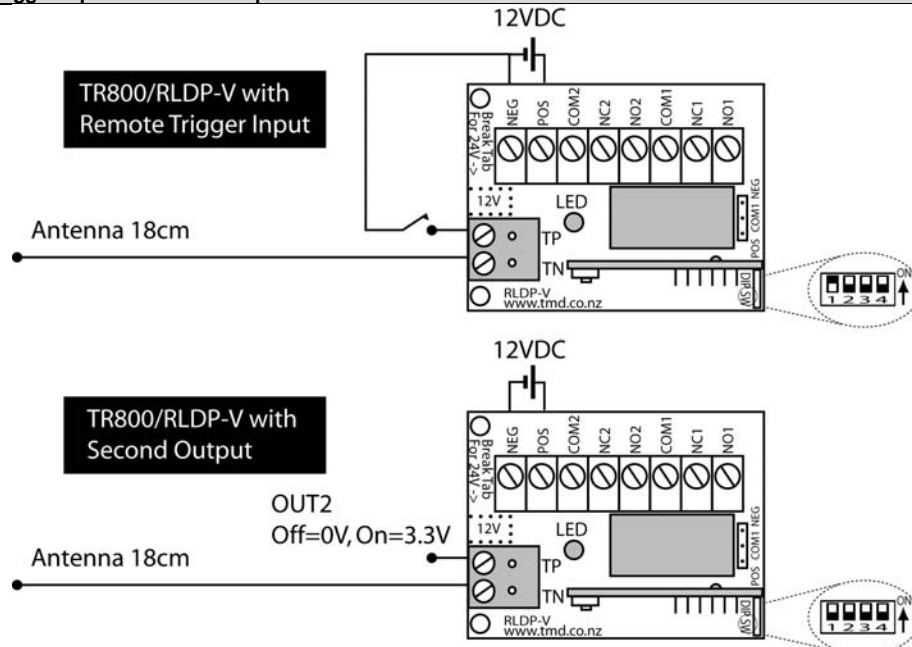 12VDC
TR800/RLDP-V with
Remote Trigger Input
Break Tab
For 24V ->
NEG
POS
COM2
NC2
NO2
COM1
NC1
NO1
12V
LED
POS COM1 NEG
Antenna 18cm
TP
TN
DIP SW
RLDP-V
www.tmd.co.nz
ON
1 2 3 4
12VDC
TR800/RLDP-V with
Second Output
Break Tab
For 24V ->
NEG
POS
COM2
NC2
NO2
COM1
NC1
NO1
OUT2
Off=0V, On=3.3V
12V
LED
POS COM1 NEG
Antenna 18cm
TP
TN
DIP SW
RLDP-V
www.tmd.co.nz
ON
1 2 3 4